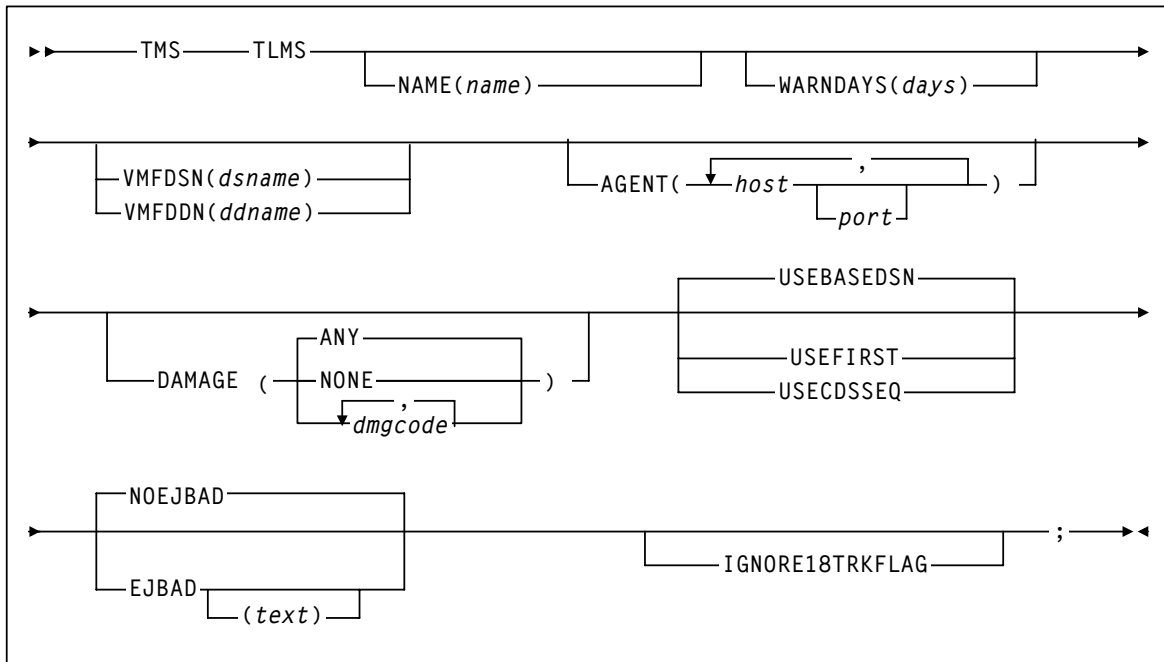 TMS TLMS
NAME(name) WARNDAYS(days)
VMFDSN(dsname)
VMFDDN(ddname)
AGENT( host , port )
DAMAGE ( ANY
NONE
, dmgcode )
USEBASEDSN
USEFIRST
USECDSSEQ
NOEJBAD
EJBAD
(text)
IGNORE18TRKFLAG ;